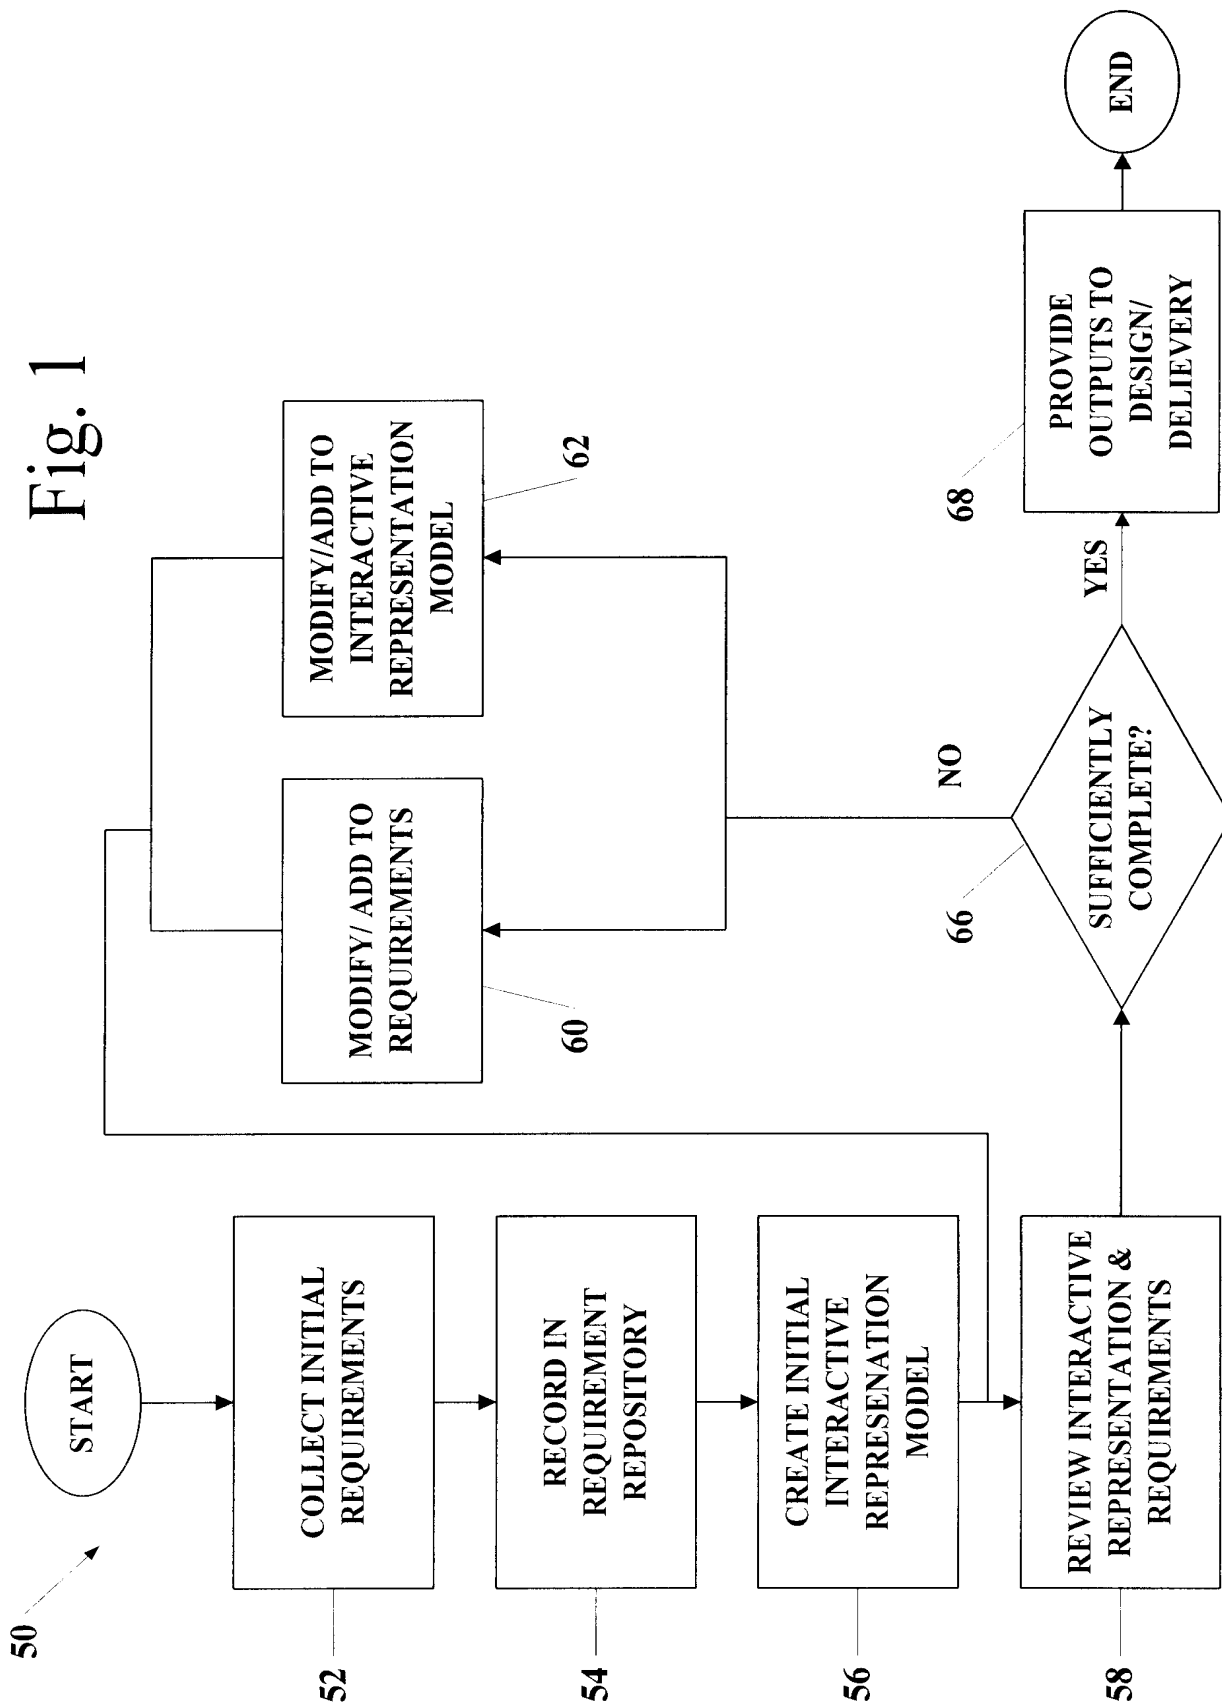 Fig. 1
50
START
52
COLLECT INITIAL
REQUIREMENTS
54
RECORD IN
REQUIREMENT
REPOSITORY
56
CREATE INITIAL
INTERACTIVE
REPRESENATION
MODEL
58
REVIEW INTERACTIVE
REPRESENTATION &
REQUIREMENTS
MODIFY/ ADD TO
REQUIREMENTS
60
MODIFY/ADD TO
INTERACTIVE
REPRESENTATION
MODEL
62
NO
66
SUFFICIENTLY
COMPLETE?
YES
68
PROVIDE
OUTPUTS TO
DESIGN/
DELIEVERY
END